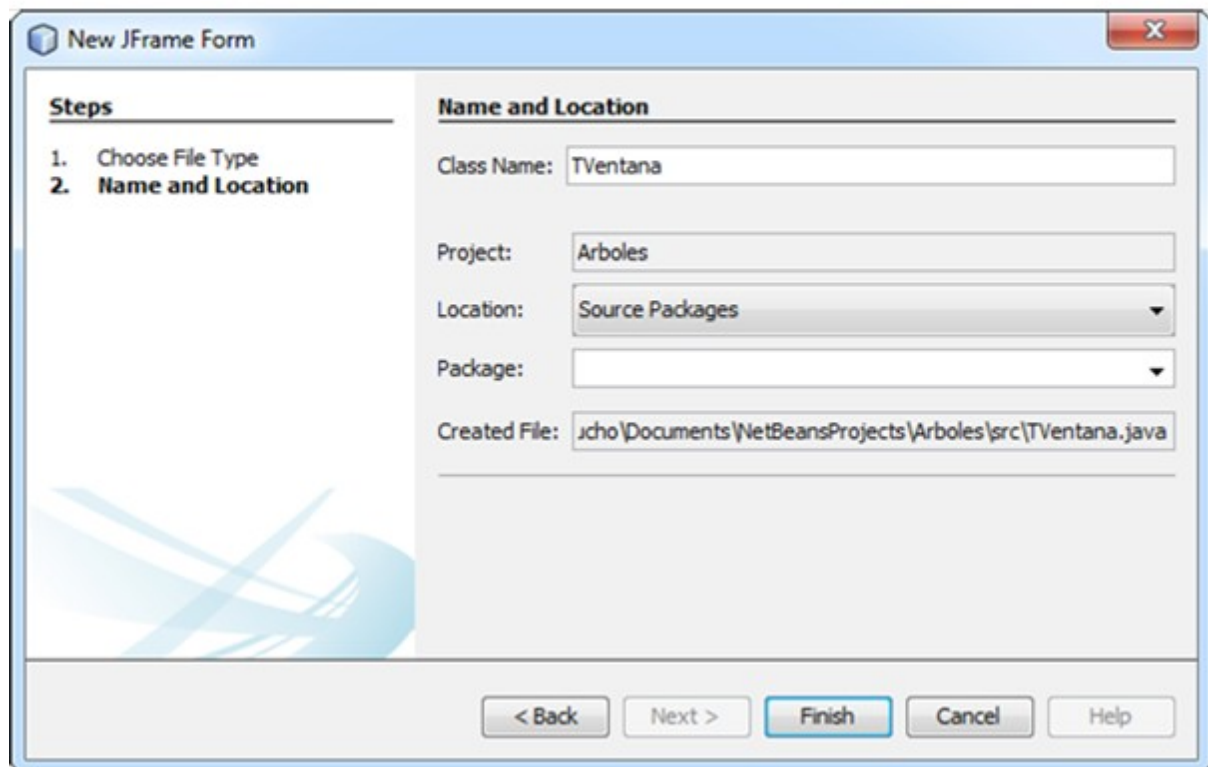 New JFrame Form
Steps
1. Choose File Type
2. Name and Location
Name and Location
Class Name: TVentana
Project: Arboles
Location: Source Packages
Package:
Created File: ucho\Documents\NetBeansProjects\Arboles\src\TVentana.java
< Back Next > Finish Cancel Help